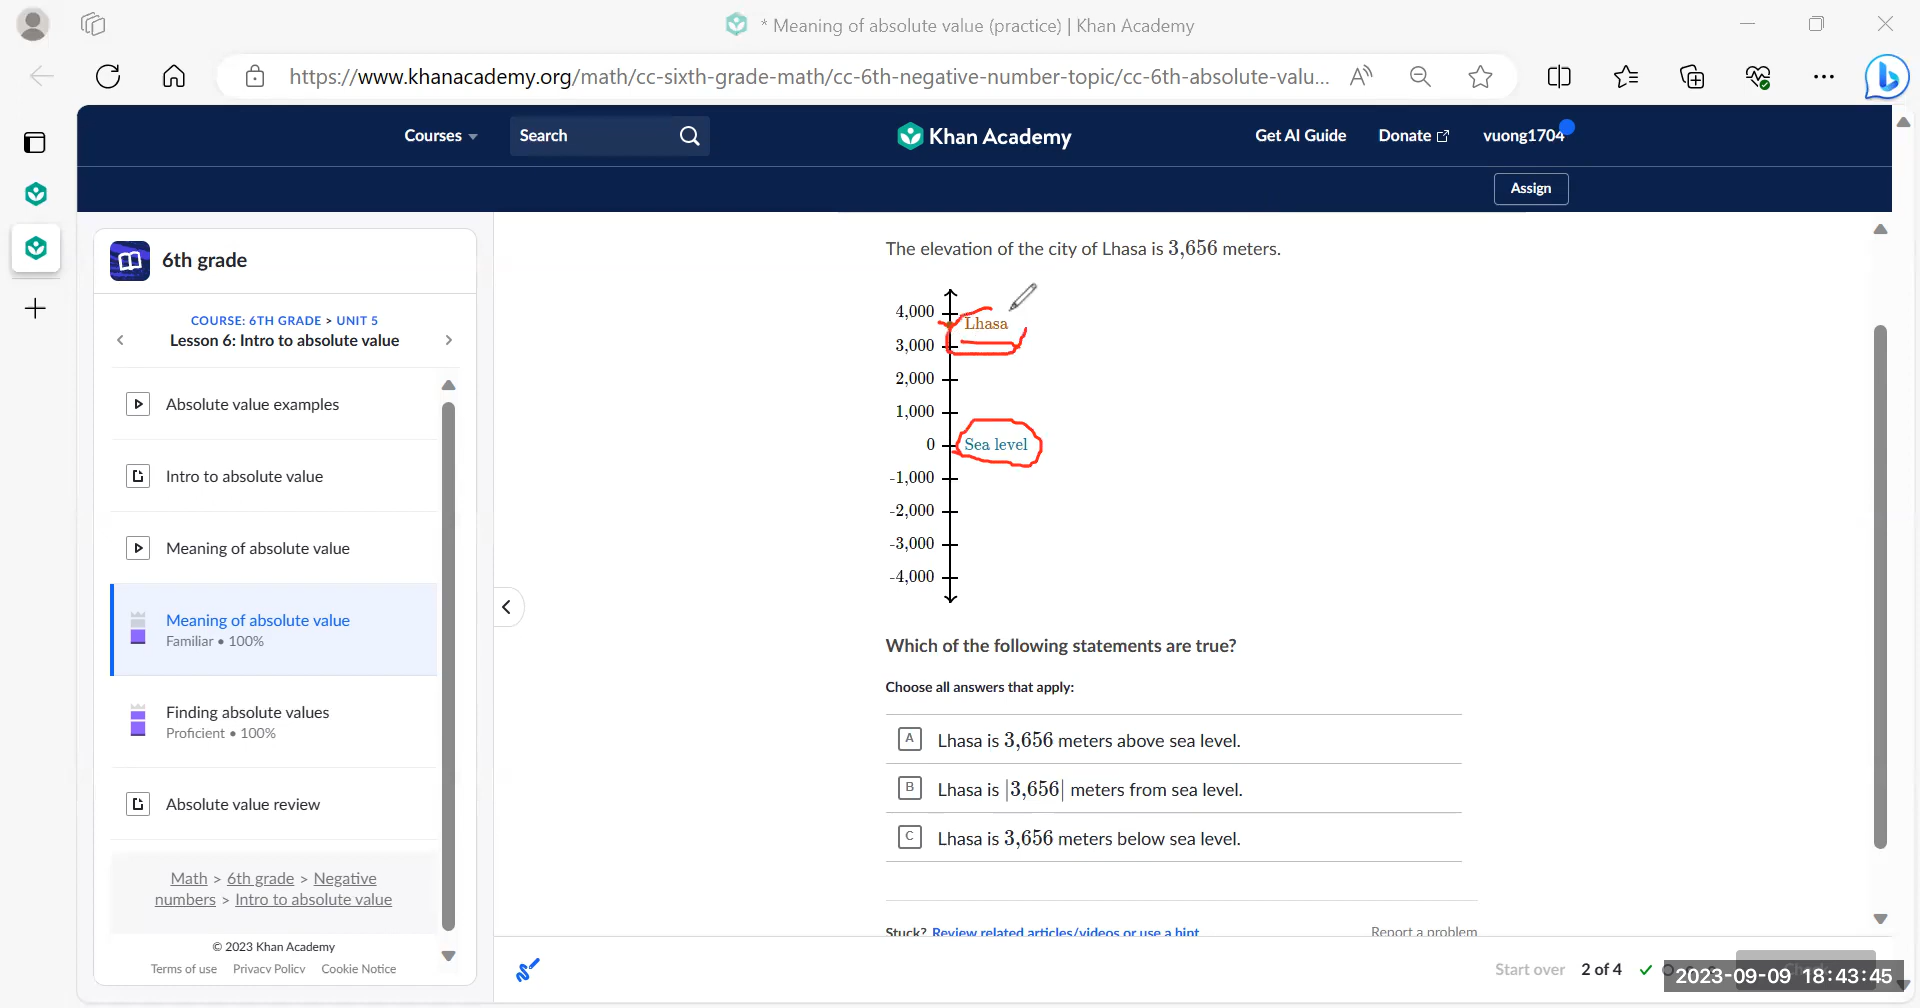 * Meaning of absolute value (practice) | Khan Academy
https://www.khanacademy.org/math/cc-sixth-grade-math/cc-6th-negative-number-topic/cc-6th-absolute-valu...
Courses
Search
Khan Academy
Get AI Guide
Donate
vuong1704
Assign
6th grade
COURSE: 6TH GRADE > UNIT 5
Lesson 6: Intro to absolute value
Absolute value examples
Intro to absolute value
Meaning of absolute value
Meaning of absolute value
Familiar • 100%
Finding absolute values
Proficient • 100%
Absolute value review
Math > 6th grade > Negative
numbers > Intro to absolute value
© 2023 Khan Academy
Terms of use Privacy Policy Cookie Notice
The elevation of the city of Lhasa is 3,656 meters.
4,000
Lhasa
3,000
2,000
1,000
0 Sea level
-1,000
-2,000
-3,000
-4,000
Which of the following statements are true?
Choose all answers that apply:
A Lhasa is 3,656 meters above sea level.
B Lhasa is |3,656| meters from sea level.
C Lhasa is 3,656 meters below sea level.
Stuck? Review related articles/videos or use a hint
Report a problem
Start over 2 of 4
2023-09-09 18:43:45